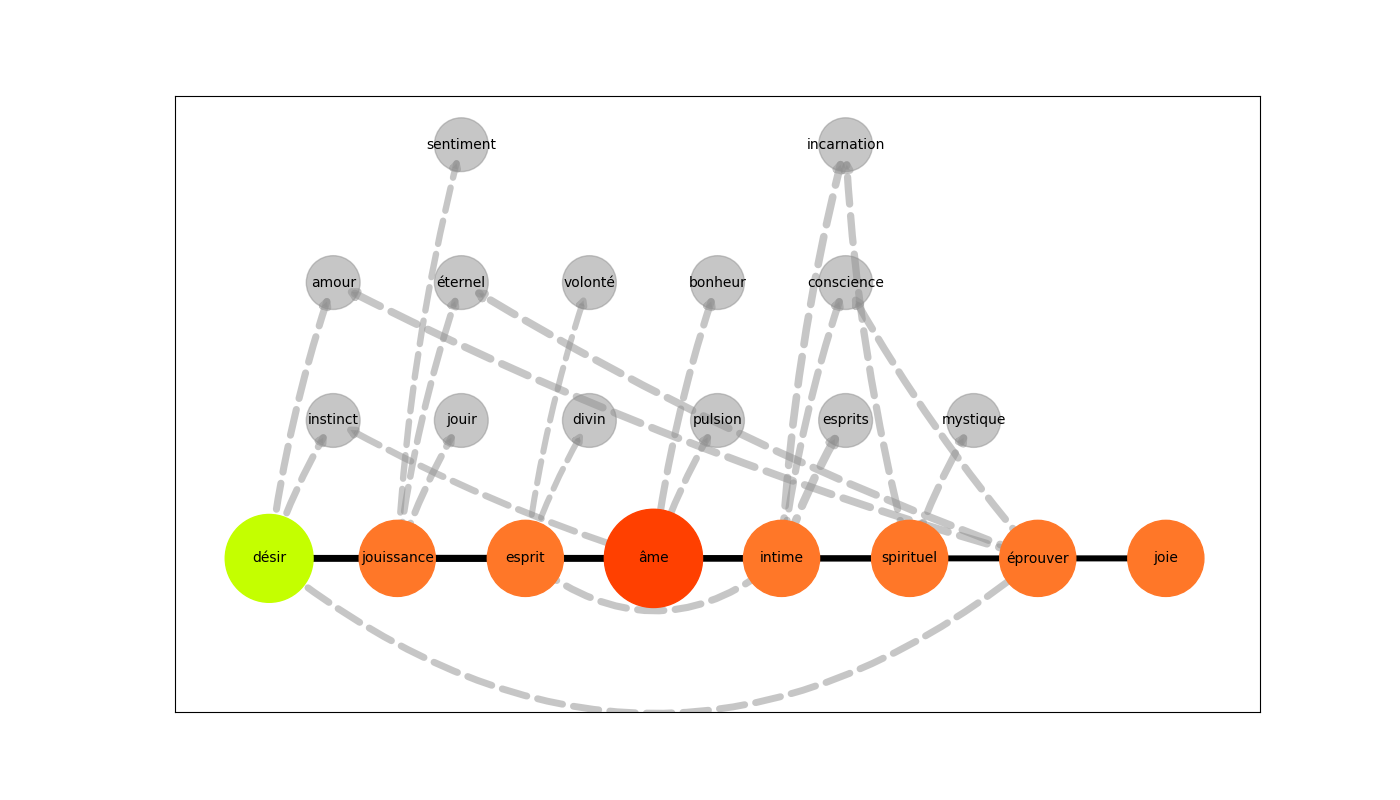 sentiment
incarnation
amour
éternel
volonté
bonheur
conscience
instinct
jouir
divin
pulsion
esprits
mystique
désir
jouissance
esprit
âme
intime
spirituel
éprouver
joie